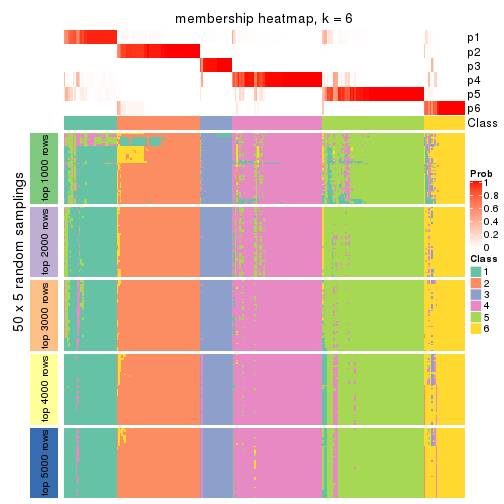 membership heatmap, k = 6
p1
p2
p3
p4
p5
p6
Class
50 x 5 random samplings
top 1000 rows
top 2000 rows
top 3000 rows
top 4000 rows
top 5000 rows
Prob
1
0.8
0.6
0.4
0.2
0
Class
1
2
3
4
5
6